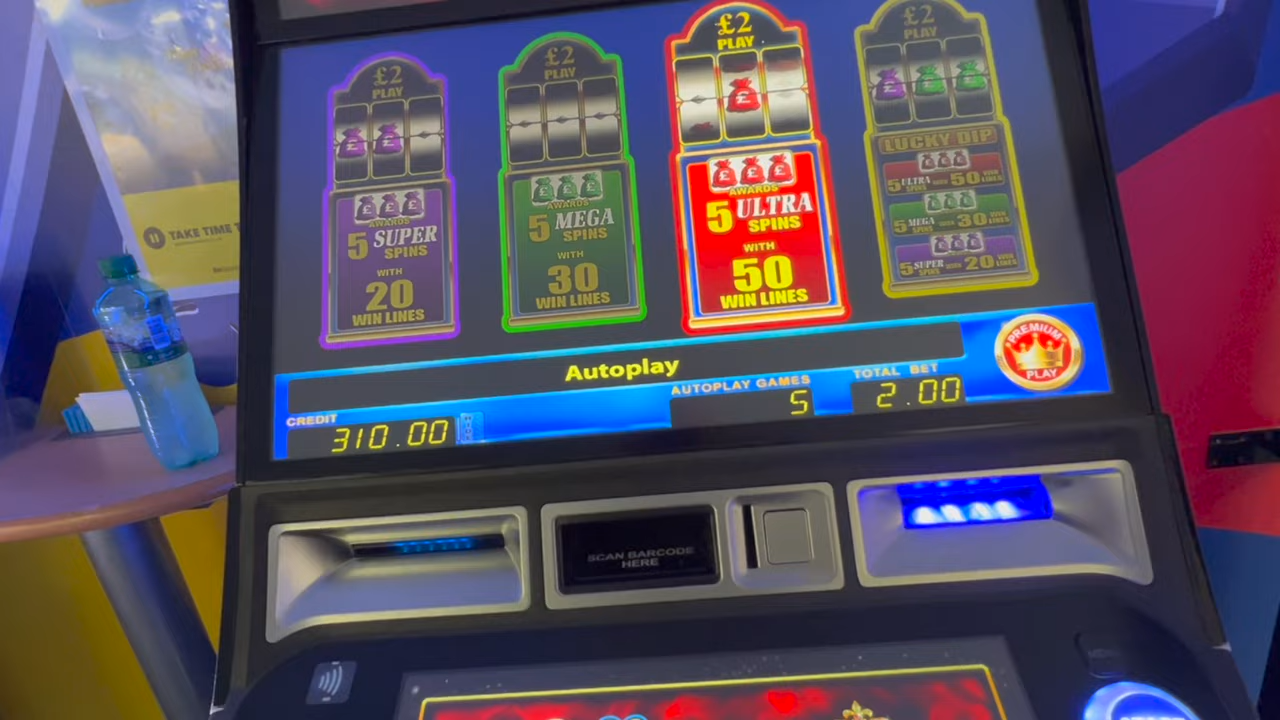 £2
PLAY
£2
PLAY
£2
PLAY
£2
PLAY
AWARDS
5 SUPER
SPINS
WITH
20
WIN LINES
AWARDS
5 MEGA
SPINS
WITH
30
WIN LINES
AWARDS
5 ULTRA
SPINS
WITH
50
WIN LINES
LUCKY DIP
5 ULTRA SPINS WITH 50 WIN LINES
5 MEGA SPINS WITH 30 WIN LINES
5 SUPER SPINS WITH 20 WIN LINES
TAKE TIME T
Autoplay
PREMIUM
PLAY
CREDIT
310.00
AUTOPLAY GAMES
5
TOTAL BET
2.00
SCAN BARCODE
HERE